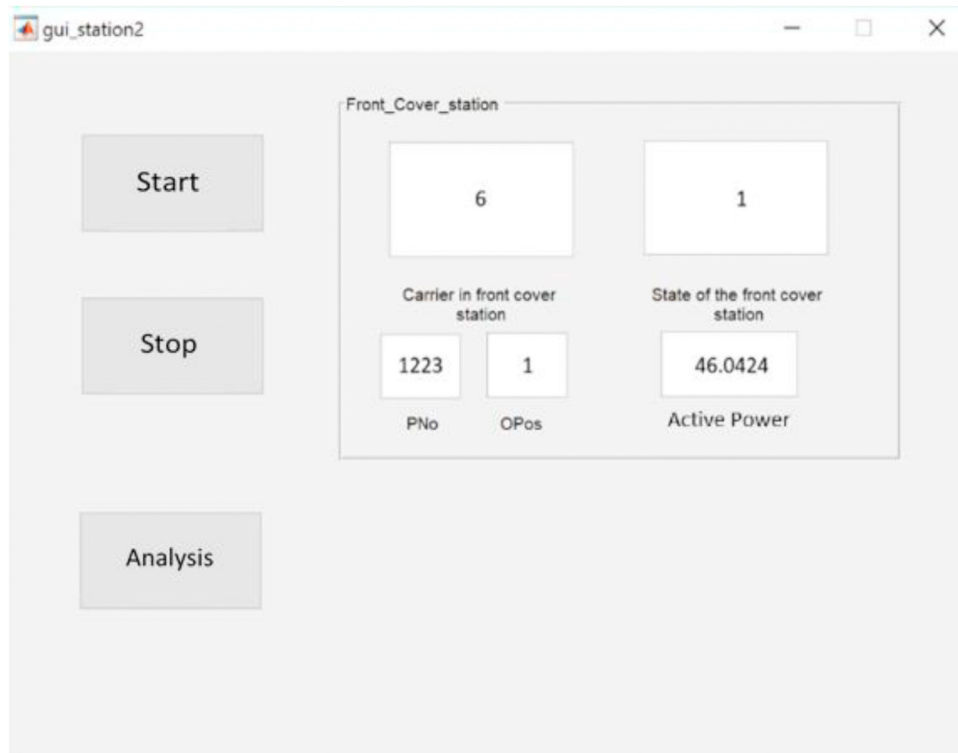 gui_station2
Front_Cover_station
Start
6
1
Carrier in front cover
station
State of the front cover
station
Stop
1223
1
46.0424
PNo
OPos
Active Power
Analysis